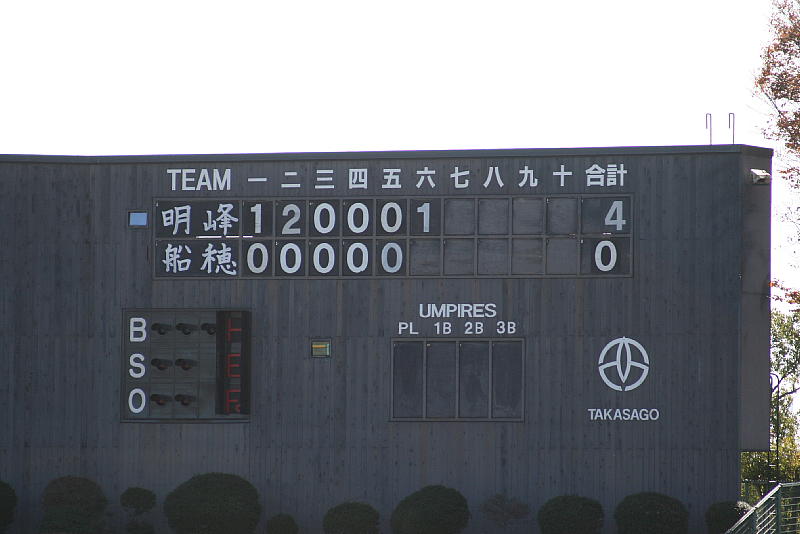 TEAM 一 二 三 四 五 六 七 八 九 十 合計
明峰 1 2 0 0 0 1 4
船穂 0 0 0 0 0 0
UMPIRES
PL 1B 2B 3B
B
S
O
H
E
F
TAKASAGO